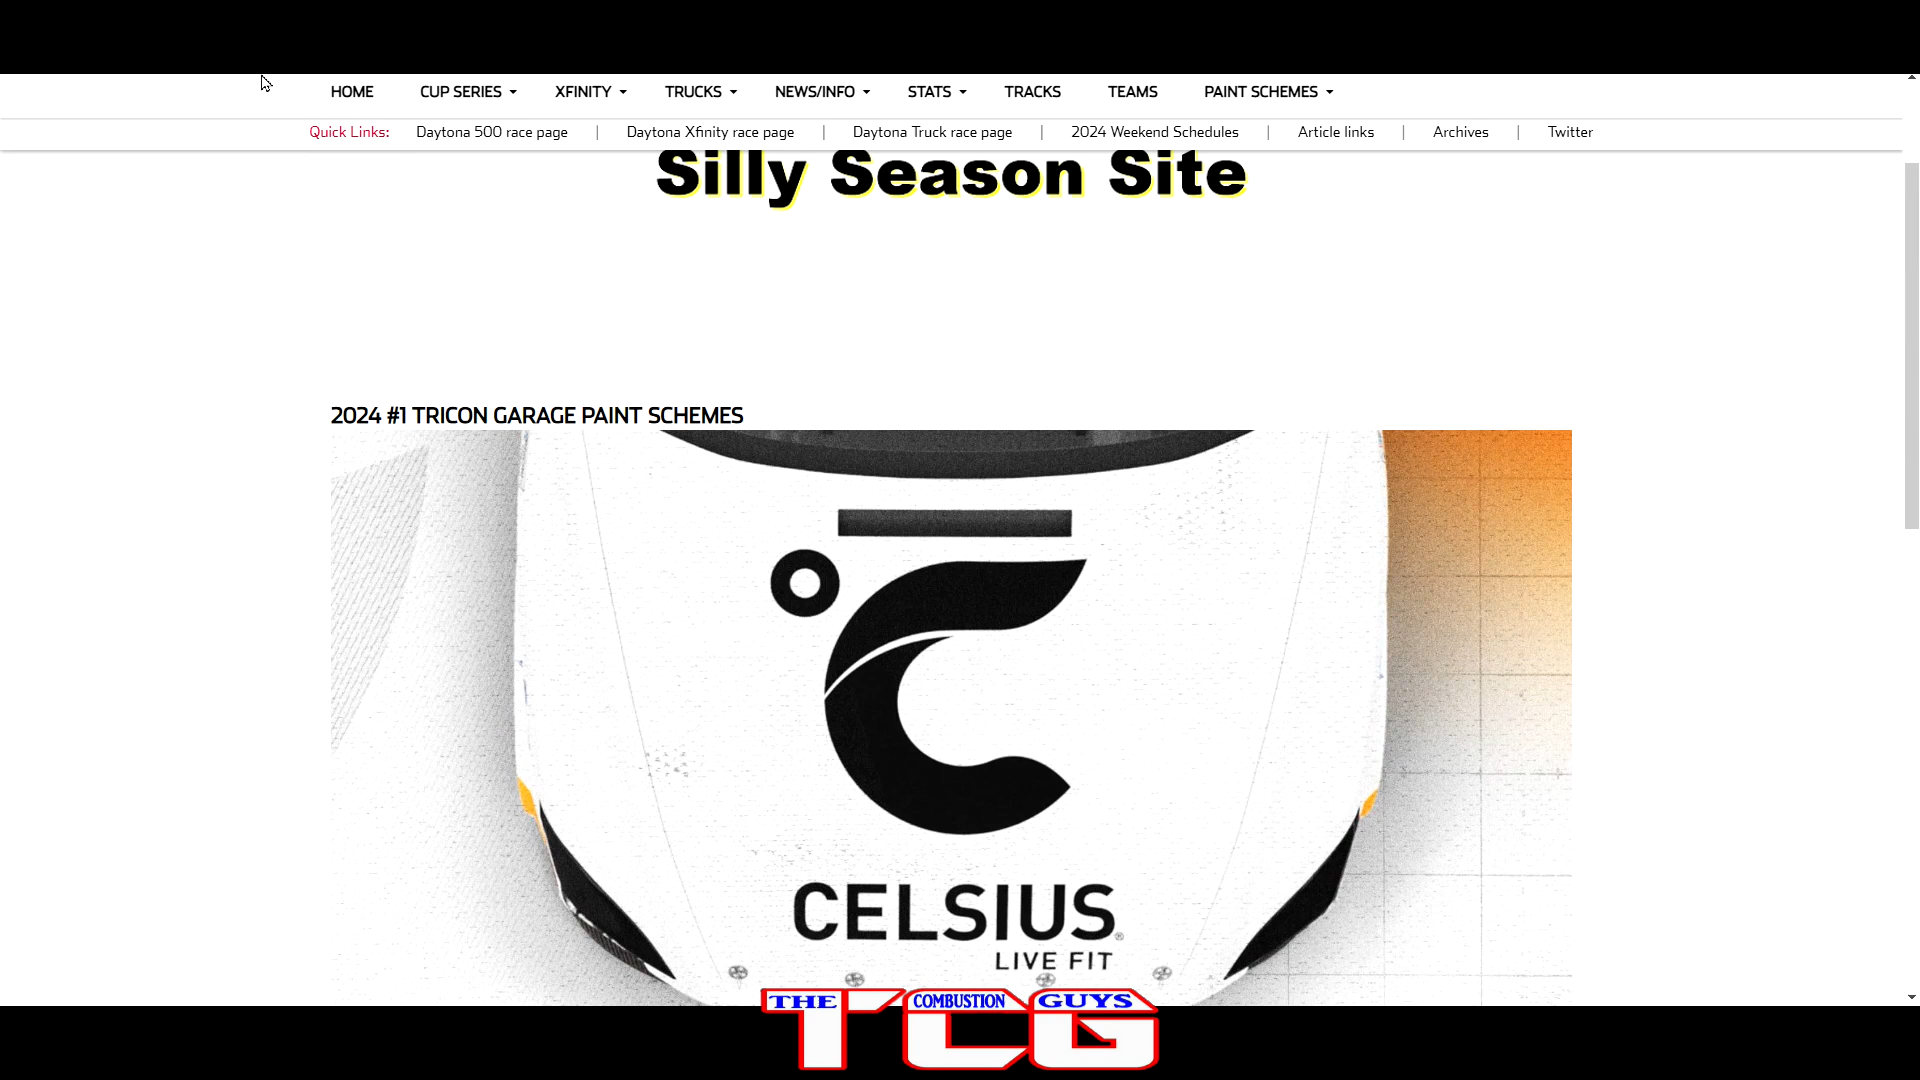 HOME CUP SERIES XFINITY TRUCKS NEWS/INFO STATS TRACKS TEAMS PAINT SCHEMES
Quick Links: Daytona 500 race page | Daytona Xfinity race page | Daytona Truck race page | 2024 Weekend Schedules | Article links | Archives | Twitter
Silly Season Site
2024 #1 TRICON GARAGE PAINT SCHEMES
CELSIUS®
LIVE FIT
THE COMBUSTION GUYS
TCG